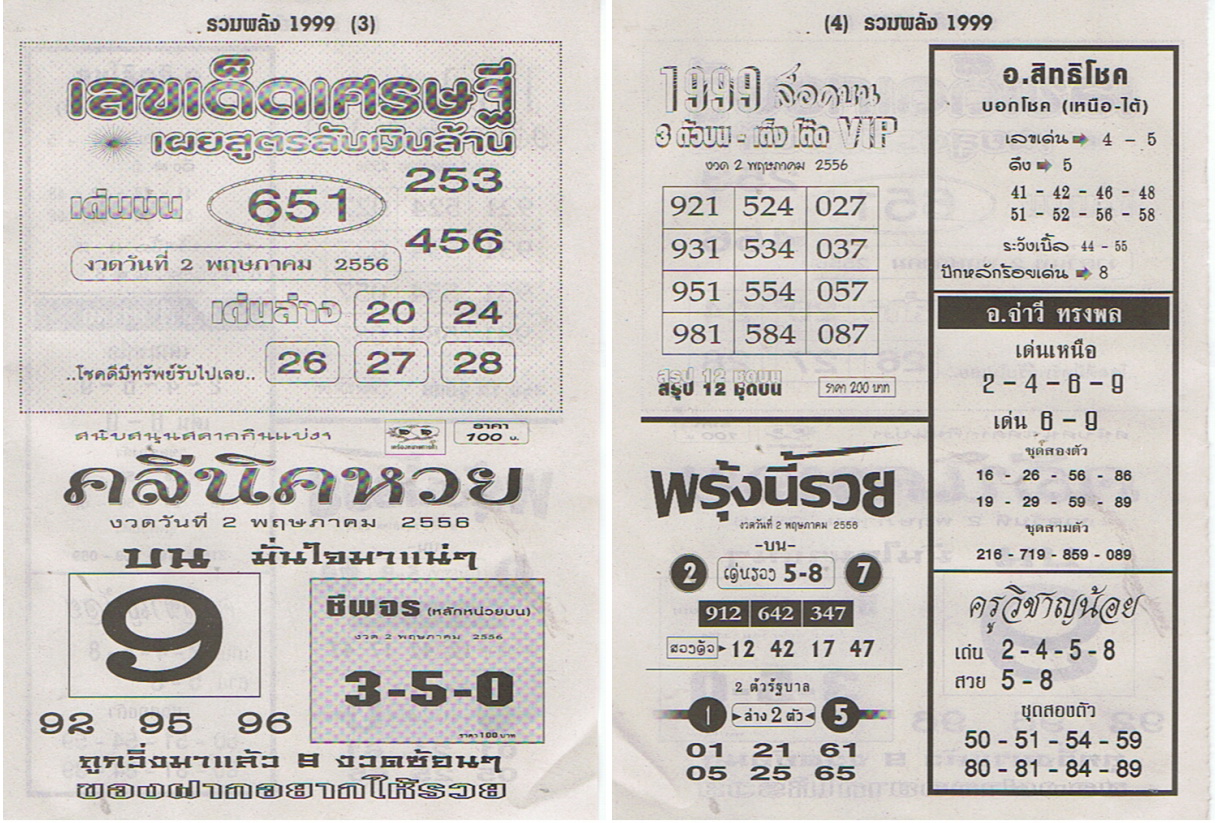 รวมพลัง 1999 (3)
เลขเด็ดเศรษฐี
เผยสูตรลับเงินล้าน
เด่นบน 651 253
456
งวดวันที่ 2 พฤษภาคม 2556
เด่นล่าง 20 24
26 27 28
..โชคดีมีทรัพย์รับไปเลย..
สนับสนุนสลากกินแบ่งฯ
ราคา
100 บ.
คลีนิคหวย
งวดวันที่ 2 พฤษภาคม 2556
บน มั่นใจมาแน่ๆ
9
ชีพจร (หลักหน่วยบน)
งวด 2 พฤษภาคม 2556
3-5-0
ราคา 100 บาท
92 95 96
ถูกวิ่งมาแล้ว 8 งวดซ้อนๆ
ของฝากอยากให้รวย
(4) รวมพลัง 1999
1999 ล็อคบน
3 ตัวบน - เต็ง โต๊ด VIP
งวด 2 พฤษภาคม 2556
921 524 027
931 534 037
951 554 057
981 584 087
สรุป 12 ชุดบน
ราคา 200 บาท
พรุ้งนี้รวย
งวดวันที่ 2 พฤษภาคม 2556
-บน-
2 เด่นรอง 5-8 7
912 642 347
สองตัว 12 42 17 47
2 ตัวรัฐบาล
1 ล่าง 2 ตัว 5
01 21 61
05 25 65
อ.สิทธิโชค
บอกโชค (เหนือ-ใต้)
เลขเด่น 4 - 5
ดึง 5
41 - 42 - 46 - 48
51 - 52 - 56 - 58
ระวังเบิ้ล 44 - 55
ปักหลักร้อยเด่น 8
อ.จ่าวี ทรงพล
เด่นเหนือ
2 - 4 - 6 - 9
เด่น 6 - 9
ชุดสองตัว
16 - 26 - 56 - 86
19 - 29 - 59 - 89
ชุดสามตัว
216 - 719 - 859 - 089
ครูวิชาญน้อย
เด่น 2 - 4 - 5 - 8
สวย 5 - 8
ชุดสองตัว
50 - 51 - 54 - 59
80 - 81 - 84 - 89